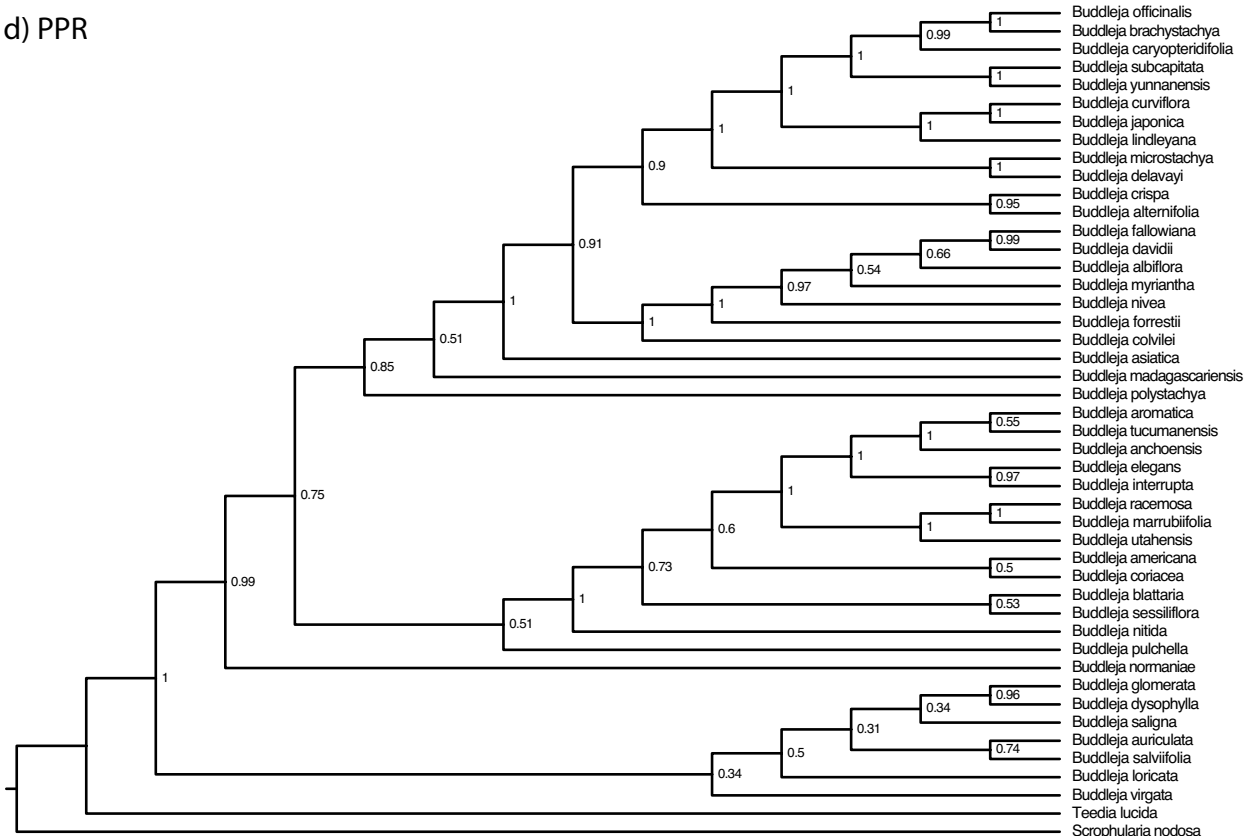 d) PPR
Buddleja officinalis
1
Buddleja brachystachya
0.99
Buddleja caryopteridifolia
1
Buddleja subcapitata
1
Buddleja yunnanensis
1
Buddleja curviflora
1
Buddleja japonica
1
Buddleja lindleyana
1
Buddleja microstachya
1
Buddleja delavayi
0.9
Buddleja crispa
0.95
Buddleja alternifolia
Buddleja fallowiana
0.99
0.91
Buddleja davidii
0.66
Buddleja albiflora
0.54
Buddleja myriantha
0.97
Buddleja nivea
1
1
Buddleja forrestii
1
Buddleja colvilei
0.51
Buddleja asiatica
0.85
Buddleja madagascariensis
Buddleja polystachya
Buddleja aromatica
0.55
Buddleja tucumanensis
1
Buddleja anchoensis
1
Buddleja elegans
0.97
Buddleja interrupta
1
0.75
Buddleja racemosa
1
Buddleja marrubiifolia
1
0.6
Buddleja utahensis
Buddleja americana
0.5
0.73
Buddleja coriacea
0.99
Buddleja blattaria
1
0.53
Buddleja sessiliflora
0.51
Buddleja nitida
Buddleja pulchella
Buddleja normaniae
1
Buddleja glomerata
0.96
Buddleja dysophylla
0.34
Buddleja saligna
0.31
Buddleja auriculata
0.74
0.5
Buddleja salviifolia
0.34
Buddleja loricata
Buddleja virgata
Teedia lucida
Scrophularia nodosa